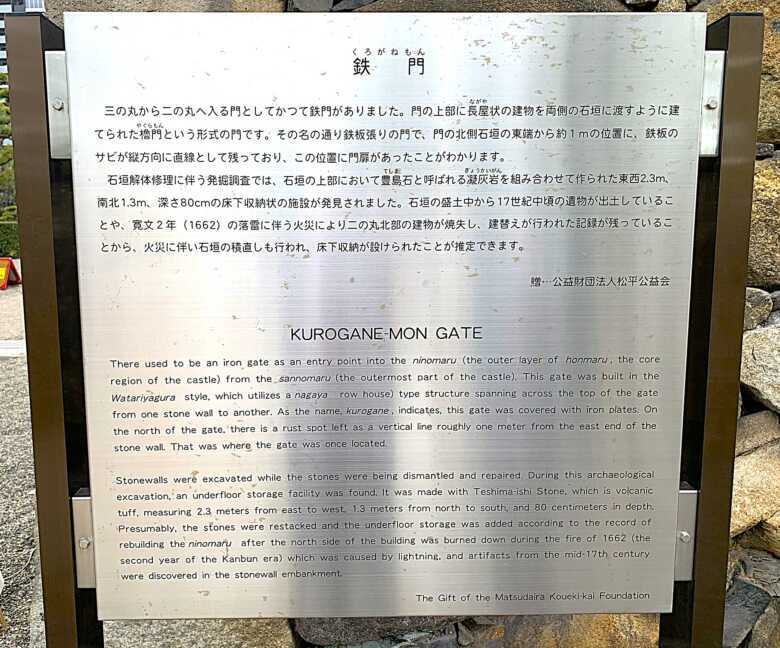 くろがねもん
鉄門
三の丸から二の丸へ入る門としてかつて鉄門がありました。門の上部に長屋状の建物を両側の石垣に渡すように建
てられた櫓門という形式の門です。その名の通り鉄板張りの門で、門の北側石垣の東端から約1mの位置に、鉄板の
サビが縦方向に直線として残っており、この位置に門扉があったことがわかります。
石垣解体修理に伴う発掘調査では、石垣の上部において豊島石と呼ばれる凝灰岩を組み合わせて作られた東西2.3m、
南北1.3m、深さ80cmの床下収納状の施設が発見されました。石垣の盛土中から17世紀中頃の遺物が出土しているこ
とや、寛文2年（1662）の落雷に伴う火災により二の丸北部の建物が焼失し、建替えが行われた記録が残っているこ
とから、火災に伴い石垣の積直しも行われ、床下収納が設けられたことが推定できます。
贈…公益財団法人松平公益会
KUROGANE-MON GATE
There used to be an iron gate as an entry point into the ninomaru (the outer layer of honmaru, the core
region of the castle) from the sannomaru (the outermost part of the castle). This gate was built in the
Watariyagura style, which utilizes a nagaya row house) type structure spanning across the top of the gate
from one stone wall to another. As the name, kurogane, indicates, this gate was covered with iron plates. On
the north of the gate, there is a rust spot left as a vertical line roughly one meter from the east end of the
stone wall. That was where the gate was once located.
Stonewalls were excavated while the stones were being dismantled and repaired. During this archaeological
excavation, an underfloor storage facility was found. It was made with Teshima-ishi Stone, which is volcanic
tuff, measuring 2.3 meters from east to west, 1.3 meters from north to south, and 80 centimeters in depth.
Presumably, the stones were restacked and the underfloor storage was added according to the record of
rebuilding the ninomaru after the north side of the building was burned down during the fire of 1662 (the
second year of the Kanbun era) which was caused by lightning, and artifacts from the mid-17th century
were discovered in the stonewall embankment.
The Gift of the Matsudaira Koueki-kai Foundation